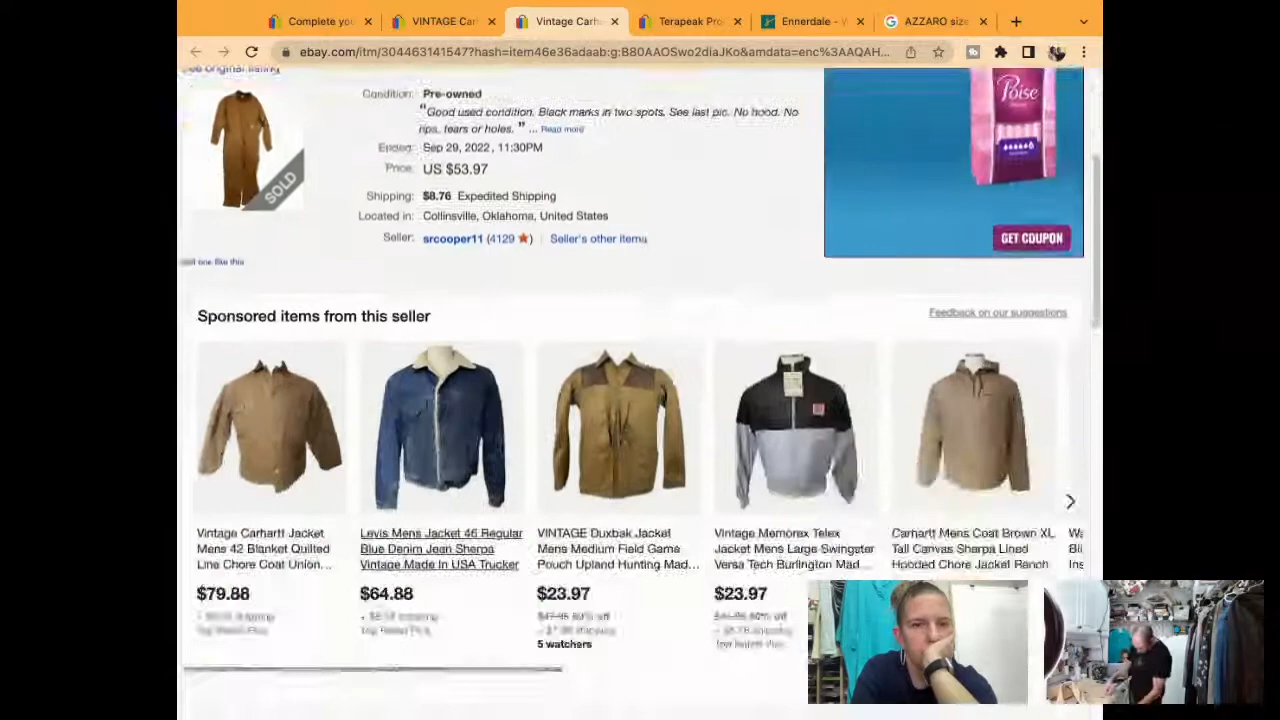 Complete you
VINTAGE Car
Vintage Carh
Terapeak Pro
Ennerdale - W
AZZARO size
ebay.com/itm/304463141547?hash=item46e36adaab:g:B80AAOSwo2diaJKo&amdata=enc%3AAQAH...
see original listing
Condition: Pre-owned
"Good used condition. Black marks in two spots. See last pic. No hood. No
rips, tears or holes. " ... Read more
Ended: Sep 29, 2022 , 11:30PM
Price: US $53.97
Shipping: $8.76 Expedited Shipping
Located in: Collinsville, Oklahoma, United States
Seller: srcooper11 (4129 ) | Seller's other items
SOLD
one like this
Poise
GET COUPON
Sponsored items from this seller
Feedback on our suggestions
Vintage Carhartt Jacket
Mens 42 Blanket Quilted
Line Chore Coat Union...
$79.88
Levis Mens Jacket 46 Regular
Blue Denim Jean Sherpa
Vintage Made In USA Trucker
$64.88
VINTAGE Duxbak Jacket
Mens Medium Field Game
Pouch Upland Hunting Mad...
$23.97
5 watchers
Vintage Memorex Telex
Jacket Mens Large Swingster
Versa Tech Burlington Mad...
$23.97
Carhartt Mens Coat Brown XL
Tall Canvas Sherpa Lined
Hooded Chore Jacket Ranch